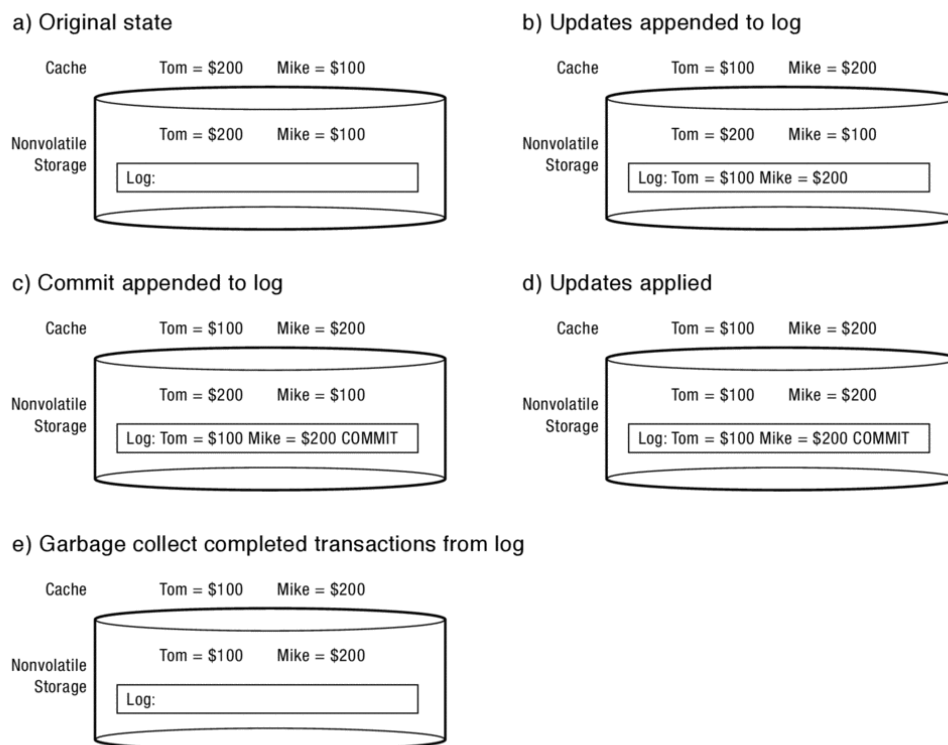 a) Original state
Cache Tom = $200 Mike = $100
Nonvolatile Storage Tom = $200 Mike = $100
Log:
b) Updates appended to log
Cache Tom = $100 Mike = $200
Nonvolatile Storage Tom = $200 Mike = $100
Log: Tom = $100 Mike = $200
c) Commit appended to log
Cache Tom = $100 Mike = $200
Nonvolatile Storage Tom = $200 Mike = $100
Log: Tom = $100 Mike = $200 COMMIT
d) Updates applied
Cache Tom = $100 Mike = $200
Nonvolatile Storage Tom = $100 Mike = $200
Log: Tom = $100 Mike = $200 COMMIT
e) Garbage collect completed transactions from log
Cache Tom = $100 Mike = $200
Nonvolatile Storage Tom = $100 Mike = $200
Log: